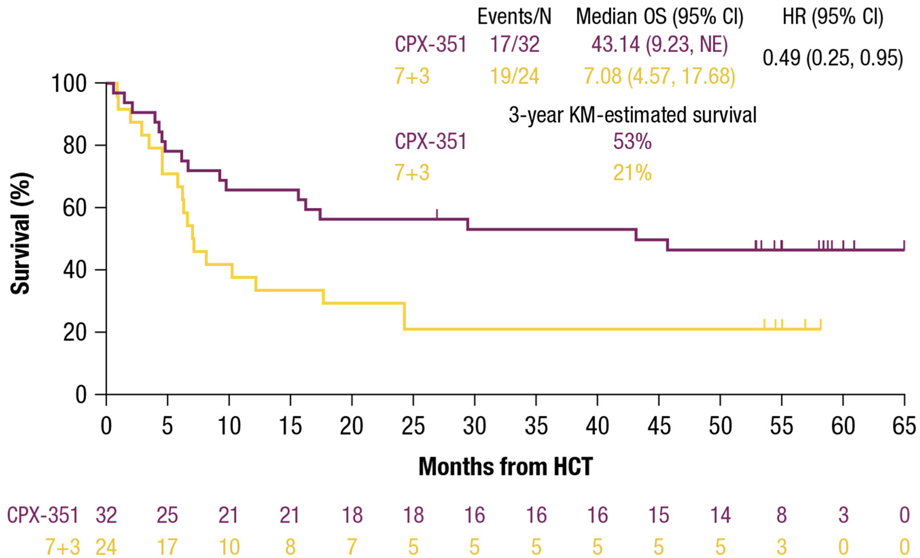 Events/N Median OS (95% CI) HR (95% CI)
CPX-351 17/32 43.14 (9.23, NE) 0.49 (0.25, 0.95)
7+3 19/24 7.08 (4.57, 17.68)
3-year KM-estimated survival
CPX-351 53%
7+3 21%
Survival (%)
100
80
60
40
20
0
0 5 10 15 20 25 30 35 40 45 50 55 60 65
Months from HCT
CPX-351 32 25 21 21 18 18 16 16 16 15 14 8 3 0
7+3 24 17 10 8 7 5 5 5 5 5 5 3 0 0